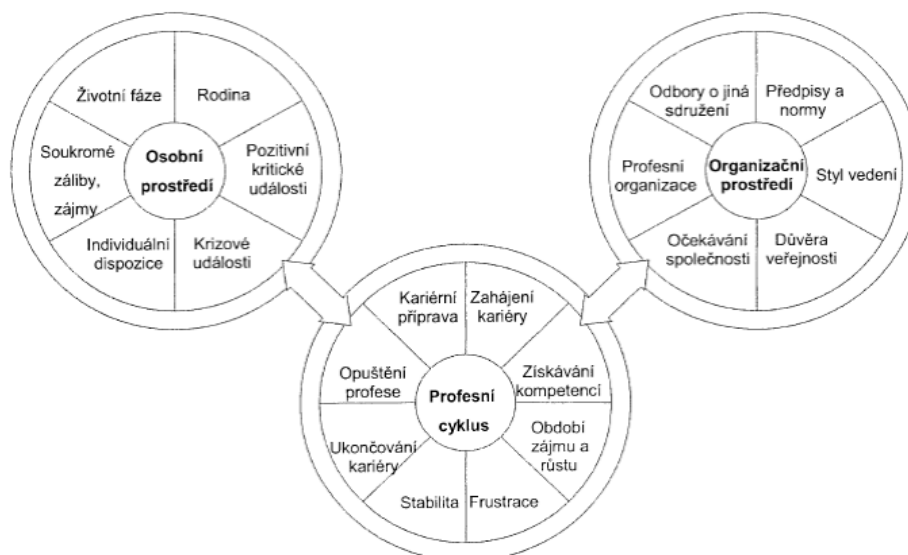 Životní fáze
Rodina
Pozitivní
kritické
události
Krizové
události
Individuální
dispozice
Soukromé
záliby,
zájmy
Osobní
prostředí
Odbory o jiná
sdružení
Předpisy a
normy
Styl vedení
Důvěra
veřejnosti
Očekávání
společnosti
Profesní
organizace
Organizační
prostředí
Kariérní
příprava
Zahájení
kariéry
Získávání
kompetencí
Období
zájmu a
růstu
Frustrace
Stabilita
Ukončování
kariéry
Opuštění
profese
Profesní
cyklus